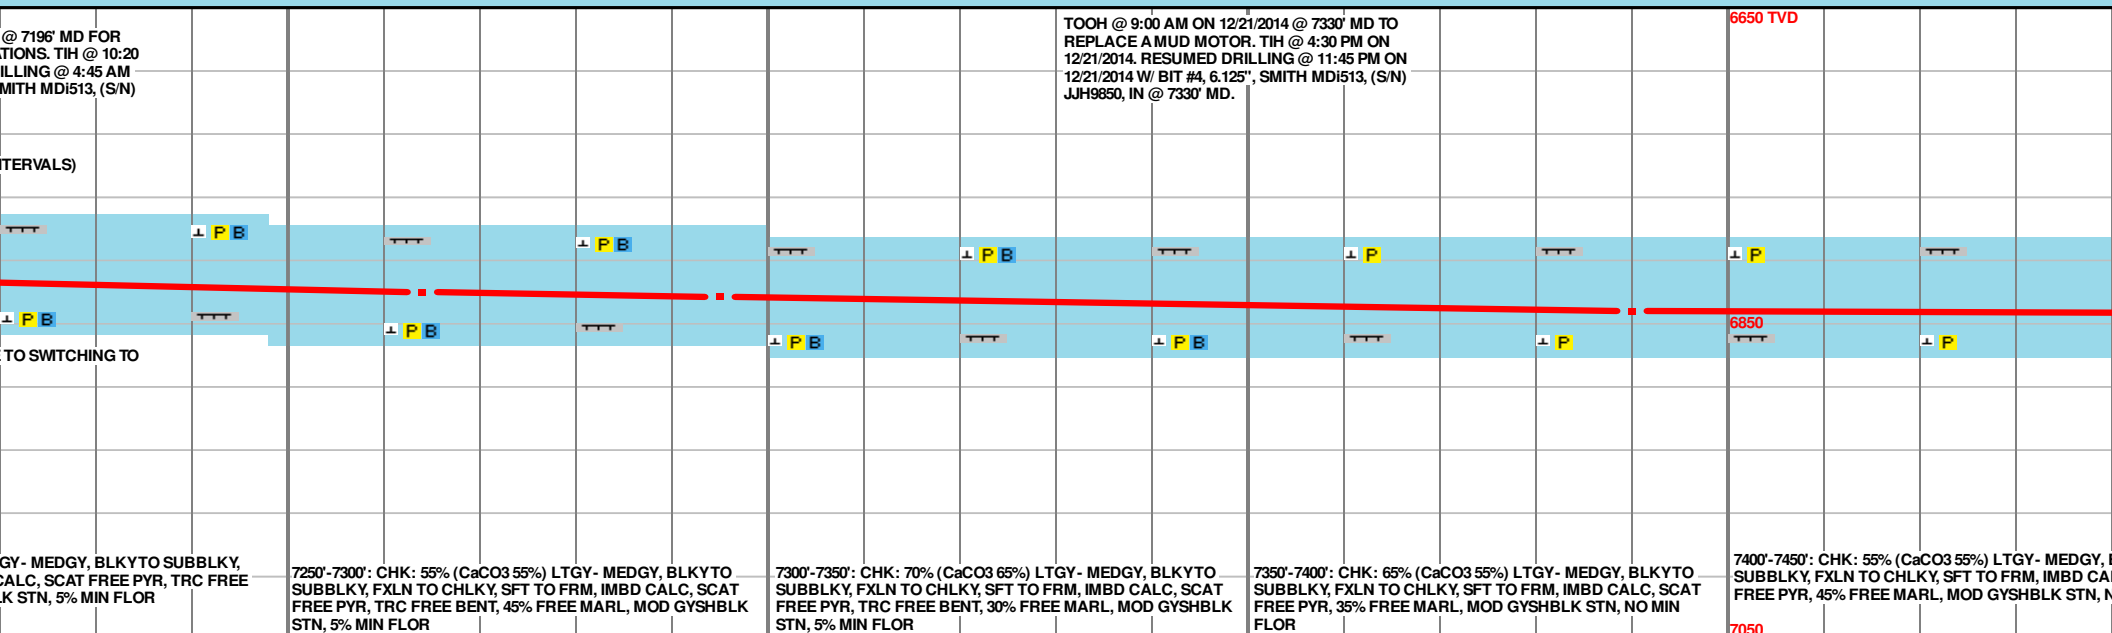 @ 7196' MD FOR
ATIONS. TIH @ 10:20
ILLING @ 4:45 AM
MITH MDi513, (S/N)
TOOH @ 9:00 AM ON 12/21/2014 @ 7330' MD TO
REPLACE A MUD MOTOR. TIH @ 4:30 PM ON
12/21/2014. RESUMED DRILLING @ 11:45 PM ON
12/21/2014 W/ BIT #4, 6.125", SMITH MDi513, (S/N)
JJH9850, IN @ 7330' MD.
6650 TVD
TERVALS)
P B
P B
P B
P
P
P B
P B
P B
P B
P
P
6850
TO SWITCHING TO
GY- MEDGY, BLKY TO SUBBLKY,
CALC, SCAT FREE PYR, TRC FREE
LK STN, 5% MIN FLOR
7250'-7300': CHK: 55% (CaCO3 55%) LTGY- MEDGY, BLKY TO
SUBBLKY, FXLN TO CHLKY, SFT TO FRM, IMBD CALC, SCAT
FREE PYR, TRC FREE BENT, 45% FREE MARL, MOD GYSHBLK
STN, 5% MIN FLOR
7300'-7350': CHK: 70% (CaCO3 65%) LTGY- MEDGY, BLKY TO
SUBBLKY, FXLN TO CHLKY, SFT TO FRM, IMBD CALC, SCAT
FREE PYR, TRC FREE BENT, 30% FREE MARL, MOD GYSHBLK
STN, 5% MIN FLOR
7350'-7400': CHK: 65% (CaCO3 55%) LTGY- MEDGY, BLKY TO
SUBBLKY, FXLN TO CHLKY, SFT TO FRM, IMBD CALC, SCAT
FREE PYR, 35% FREE MARL, MOD GYSHBLK STN, NO MIN
FLOR
7400'-7450': CHK: 55% (CaCO3 55%) LTGY- MEDGY,
SUBBLKY, FXLN TO CHLKY, SFT TO FRM, IMBD CA
FREE PYR, 45% FREE MARL, MOD GYSHBLK STN, N
7050